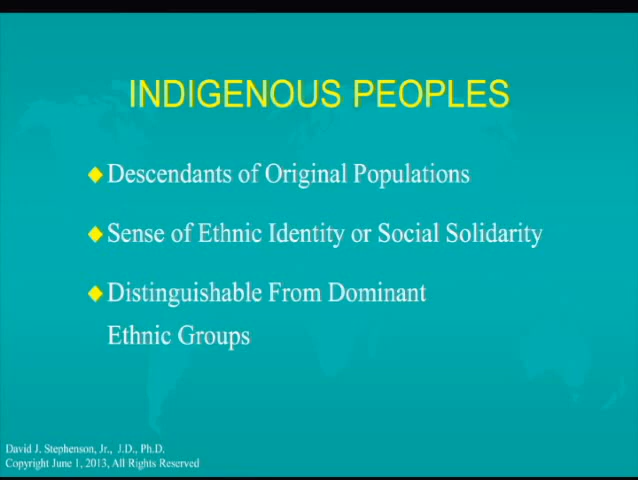 INDIGENOUS PEOPLES
Descendants of Original Populations
Sense of Ethnic Identity or Social Solidarity
Distinguishable From Dominant
Ethnic Groups
David J. Stephenson, Jr., J.D., Ph.D.
Copyright June 1, 2013, All Rights Reserved